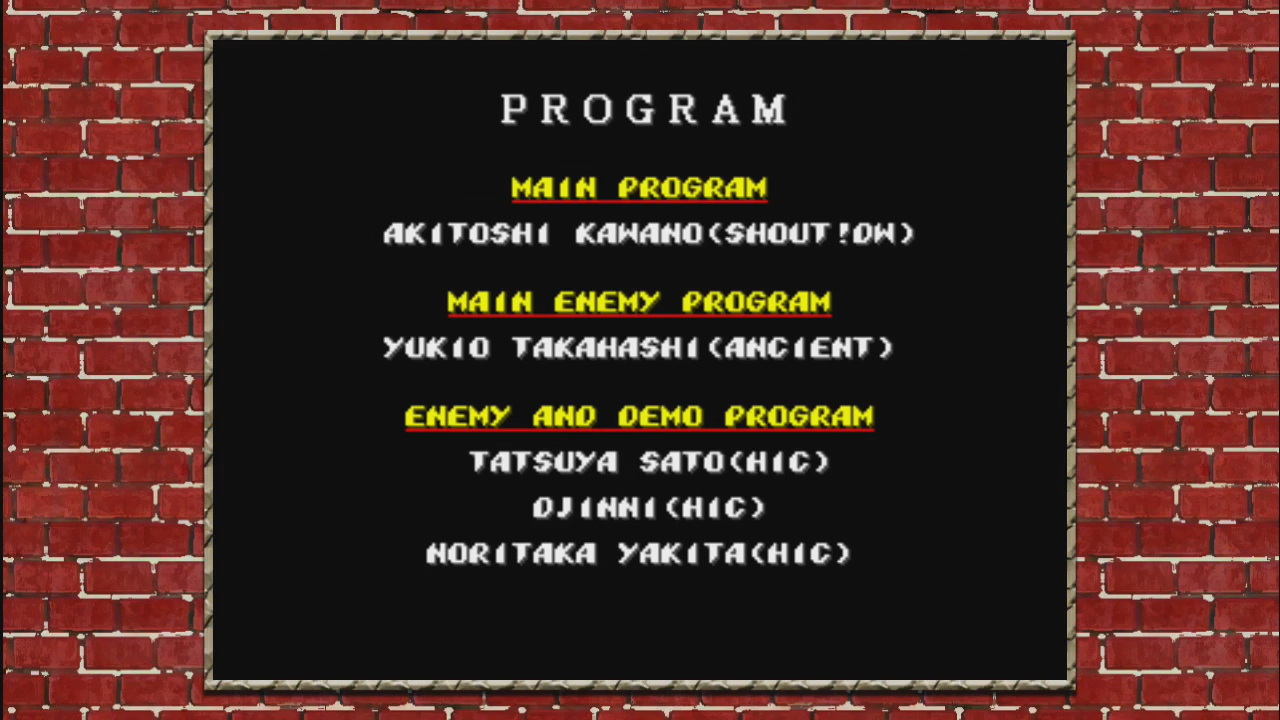 PROGRAM
MAIN PROGRAM
AKITOSHI KAWANO(SHOUT!DW)
MAIN ENEMY PROGRAM
YUKIO TAKAHASHI(ANCIENT)
ENEMY AND DEMO PROGRAM
TATSUYA SATO(HIC)
DJINNI(HIC)
NORITAKA YAKITA(HIC)